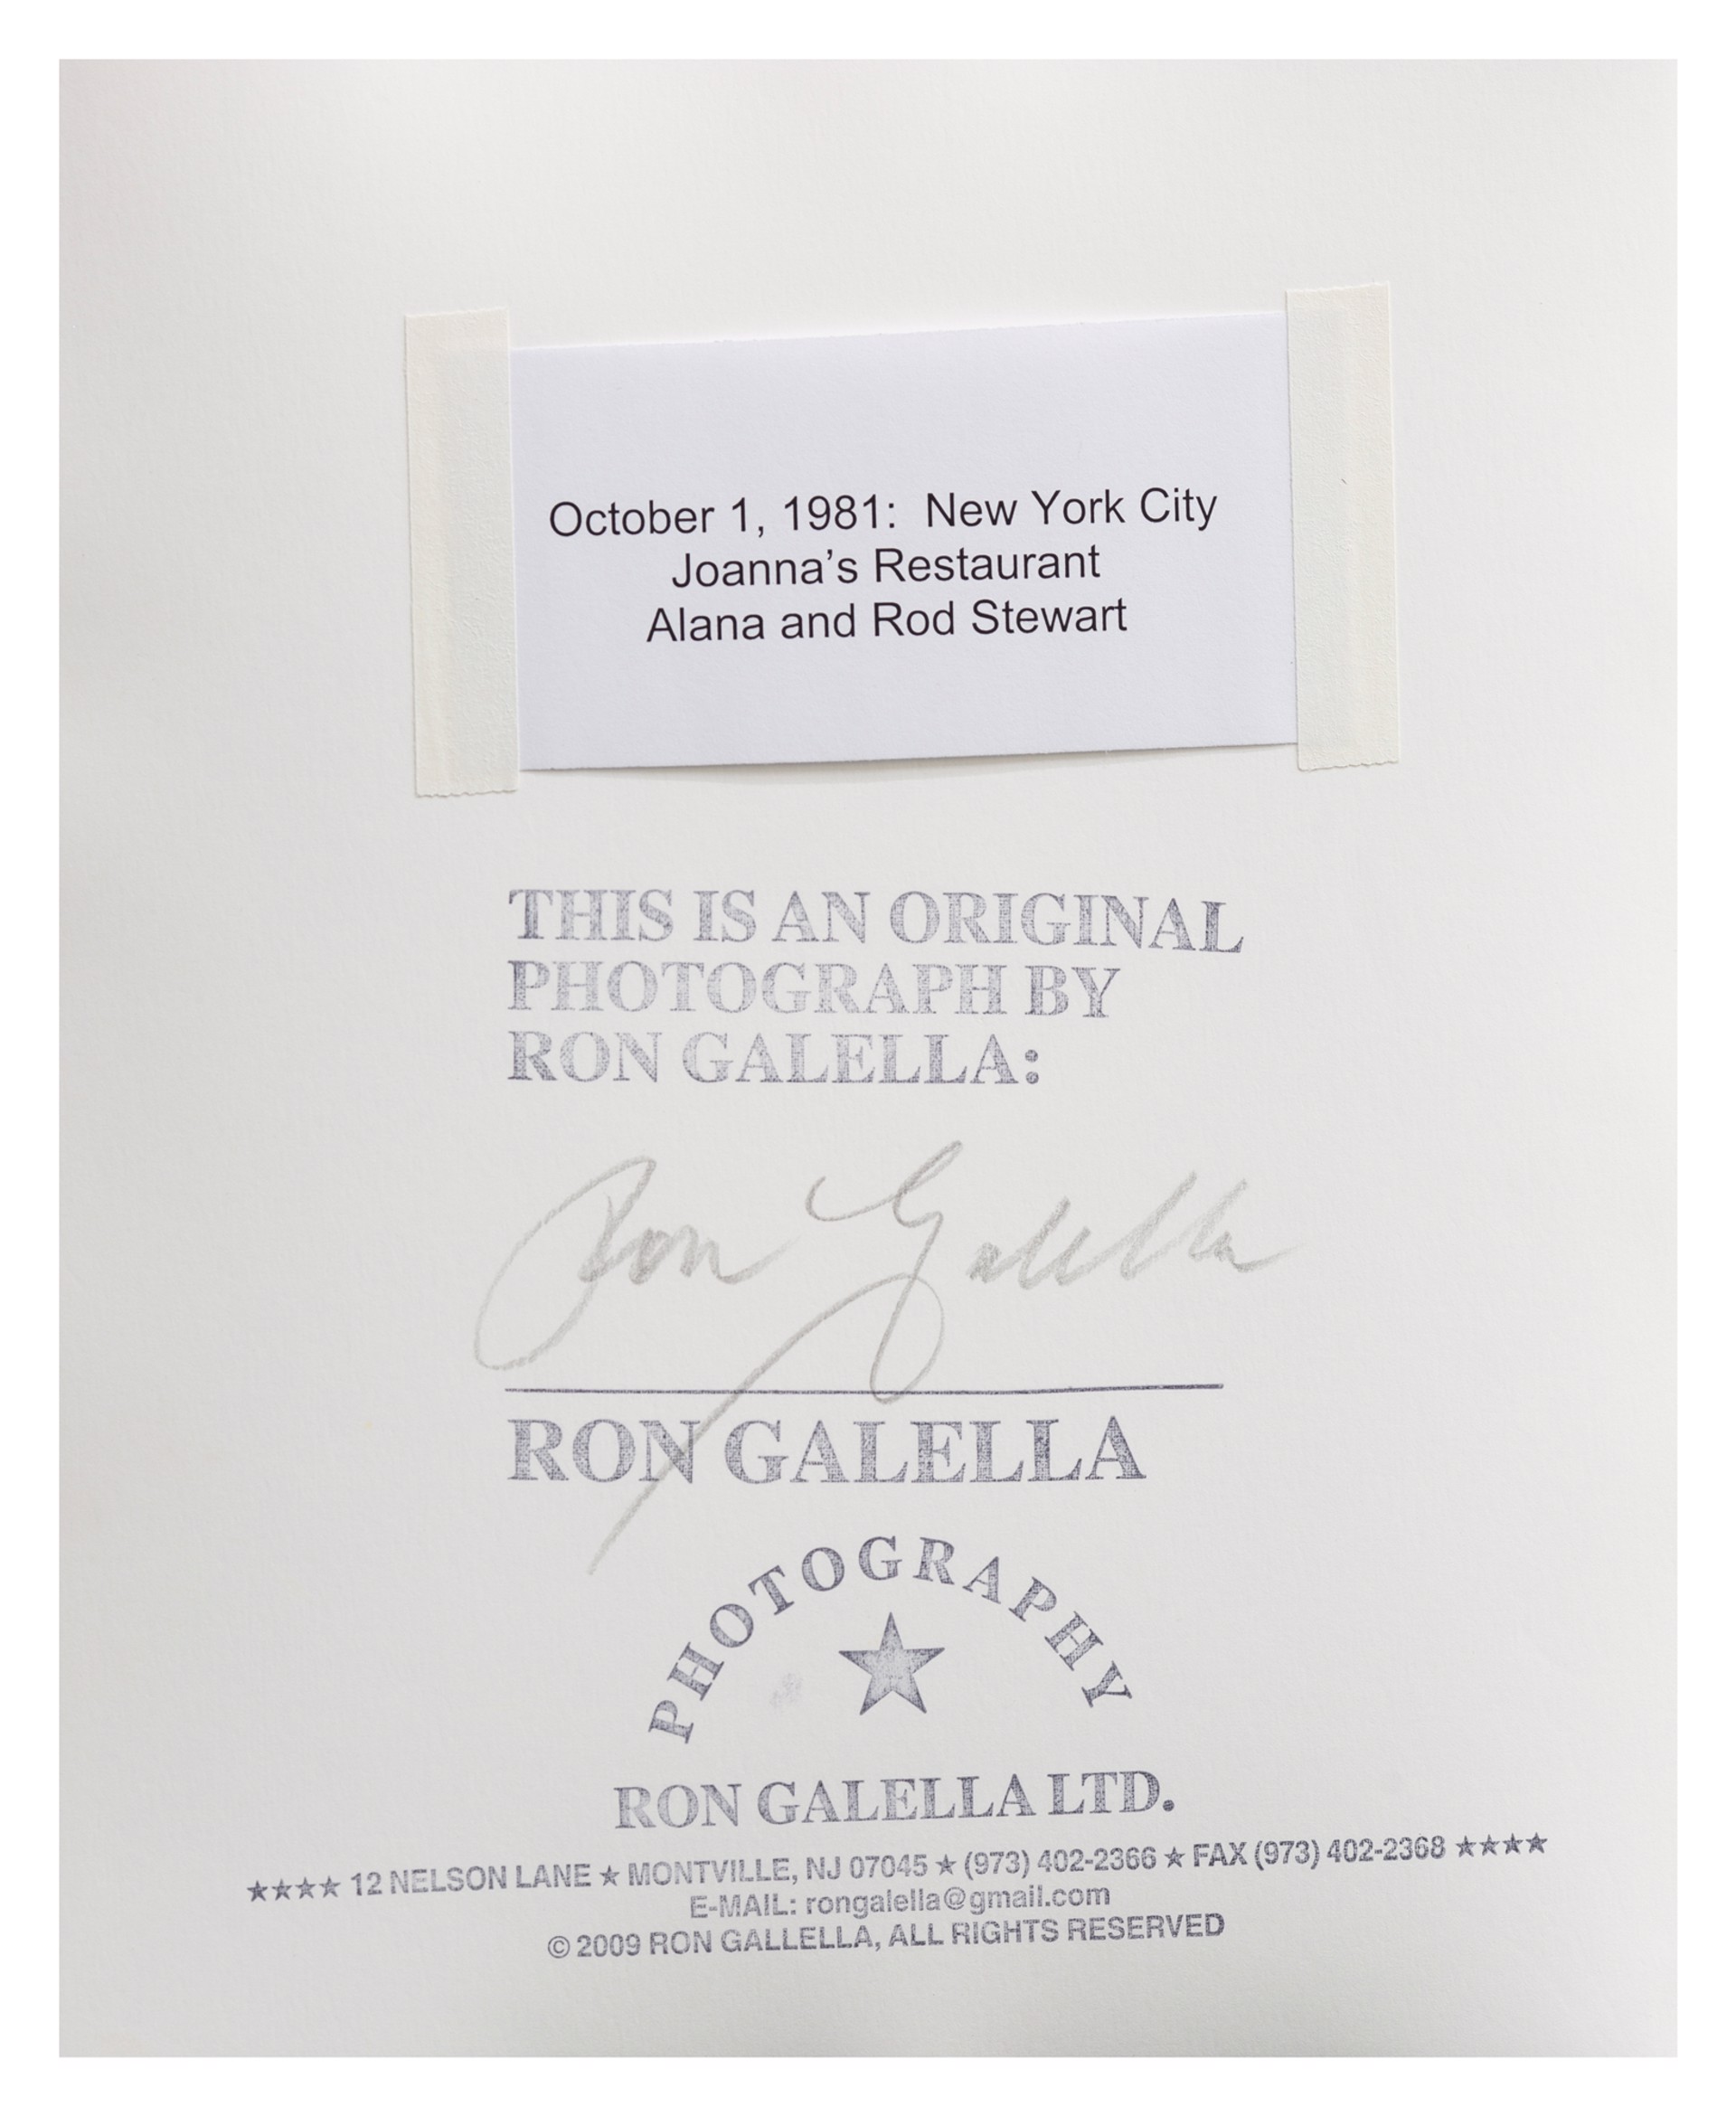 October 1, 1981: New York City
Joanna's Restaurant
Alana and Rod Stewart
THIS IS AN ORIGINAL
PHOTOGRAPH BY
RON GALELLA:
Ron Galella
RON GALELLA
PHOTOGRAPHY
RON GALELLA LTD.
★★★★ 12 NELSON LANE ★ MONTVILLE, NJ 07045 ★ (973) 402-2366 ★ FAX (973) 402-2368 ★★★★
E-MAIL: rongalella@gmail.com
© 2009 RON GALLELLA, ALL RIGHTS RESERVED